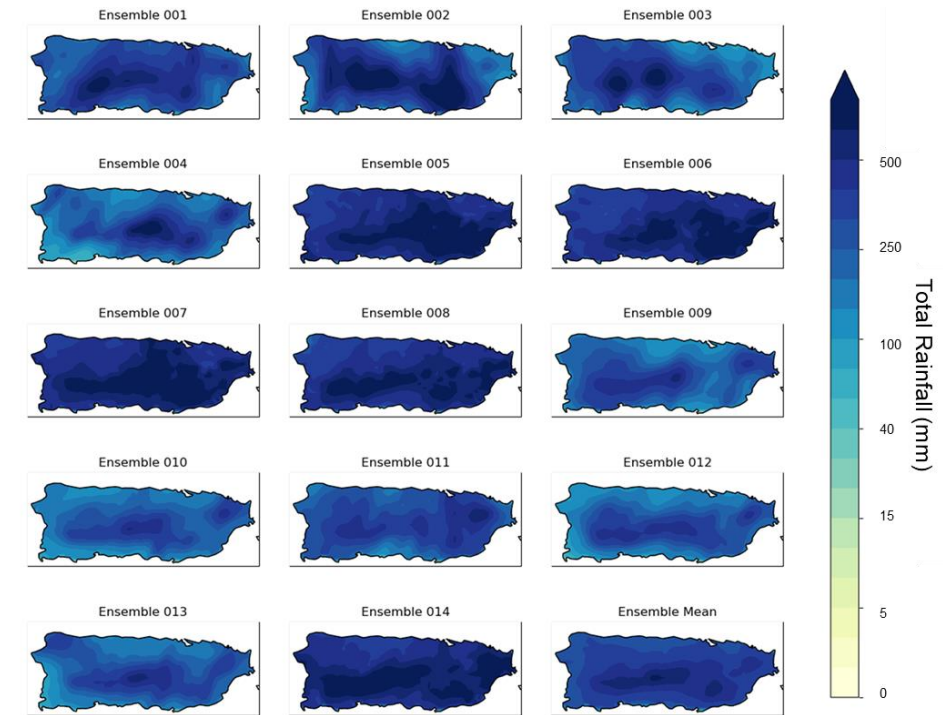 Ensemble 001
Ensemble 002
Ensemble 003
Ensemble 004
Ensemble 005
Ensemble 006
Ensemble 007
Ensemble 008
Ensemble 009
Ensemble 010
Ensemble 011
Ensemble 012
Ensemble 013
Ensemble 014
Ensemble Mean
500
250
100
40
15
5
0
Total Rainfall (mm)